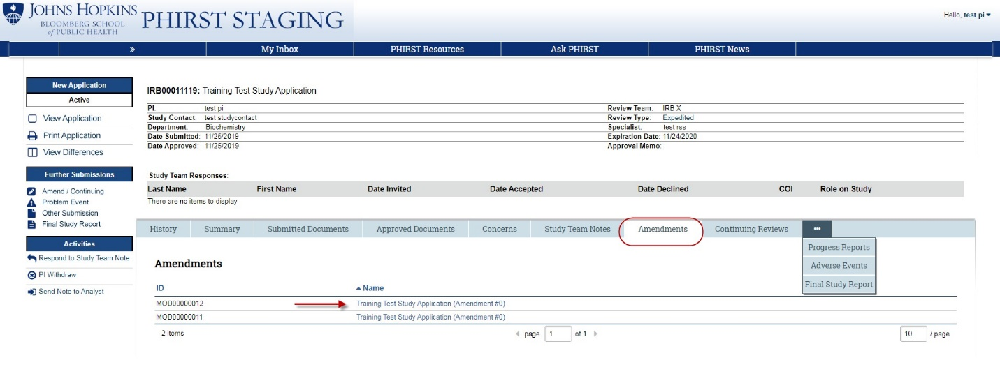 JOHNS HOPKINS
BLOOMBERG SCHOOL
of PUBLIC HEALTH
PHIRST STAGING
Hello, test pi
» My Inbox PHIRST Resources Ask PHIRST PHIRST News
New Application
Active
View Application
Print Application
View Differences
Further Submissions
Amend / Continuing
Problem Event
Other Submission
Final Study Report
Activities
Respond to Study Team Note
PI Withdraw
Send Note to Analyst
IRB00011119: Training Test Study Application
PI: test pi Review Team: IRB X
Study Contact: test studycontact Review Type: Expedited
Department: Biochemistry Specialist: test rss
Date Submitted: 11/25/2019 Expiration Date: 11/24/2020
Date Approved: 11/25/2019 Approval Memo:
Study Team Responses:
Last Name First Name Date Invited Date Accepted Date Declined COI Role on Study
There are no items to display
History Summary Submitted Documents Approved Documents Concerns Study Team Notes Amendments Continuing Reviews ...
Progress Reports
Adverse Events
Final Study Report
Amendments
ID Name
MOD00000012 Training Test Study Application (Amendment #0)
MOD00000011 Training Test Study Application (Amendment #0)
2 items page 1 of 1 10 / page